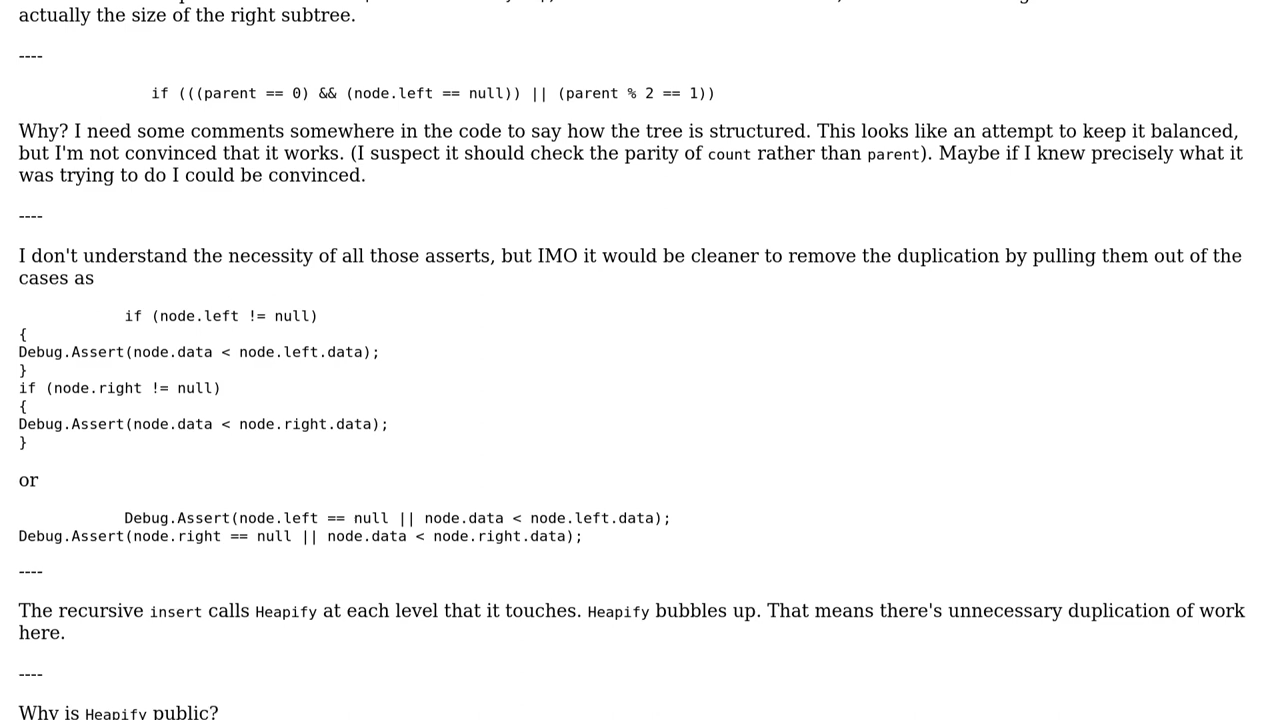 actually the size of the right subtree.
----
if (((parent == 0) && (node.left == null)) || (parent % 2 == 1))
Why? I need some comments somewhere in the code to say how the tree is structured. This looks like an attempt to keep it balanced,
but I'm not convinced that it works. (I suspect it should check the parity of count rather than parent). Maybe if I knew precisely what it
was trying to do I could be convinced.
----
I don't understand the necessity of all those asserts, but IMO it would be cleaner to remove the duplication by pulling them out of the
cases as
if (node.left != null)
{
Debug.Assert(node.data < node.left.data);
}
if (node.right != null)
{
Debug.Assert(node.data < node.right.data);
}
or
Debug.Assert(node.left == null || node.data < node.left.data);
Debug.Assert(node.right == null || node.data < node.right.data);
----
The recursive insert calls Heapify at each level that it touches. Heapify bubbles up. That means there's unnecessary duplication of work
here.
----
Why is Heapify public?